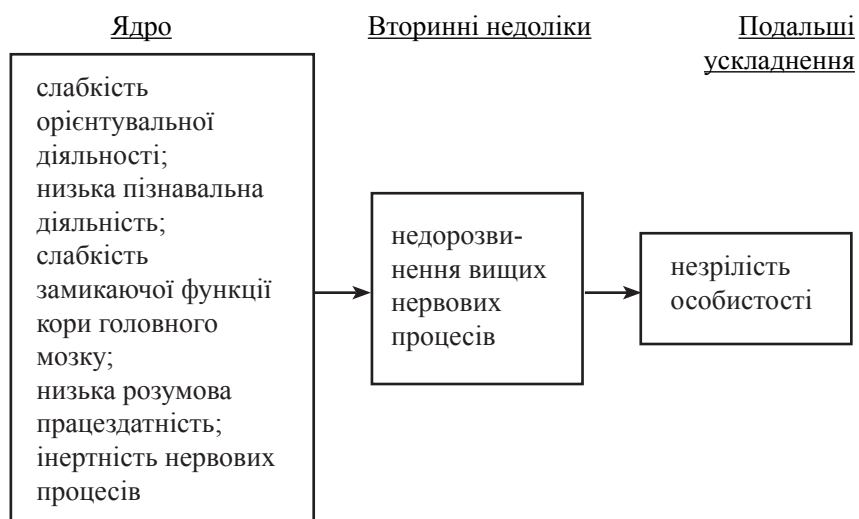 Ядро
Вторинні недоліки
Подальші
ускладнення
слабкість
орієнтувальної
діяльності;
низька пізнавальна
діяльність;
слабкість
замикаючої функції
кори головного
мозку;
низька розумова
працездатність;
інертність нервових
процесів
недорозви-
нення вищих
нервових
процесів
незрілість
особистості